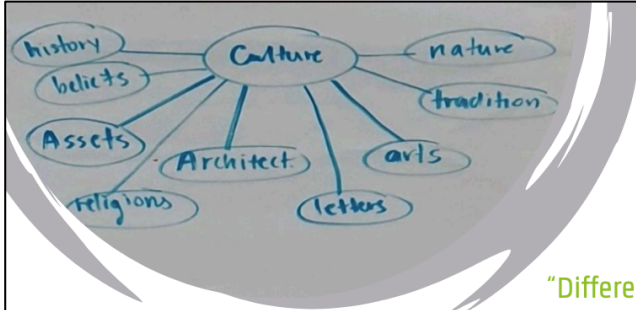 history
Culture
nature
beliefs
tradition
Assets
Architect.
arts
religions
letters
"Differe